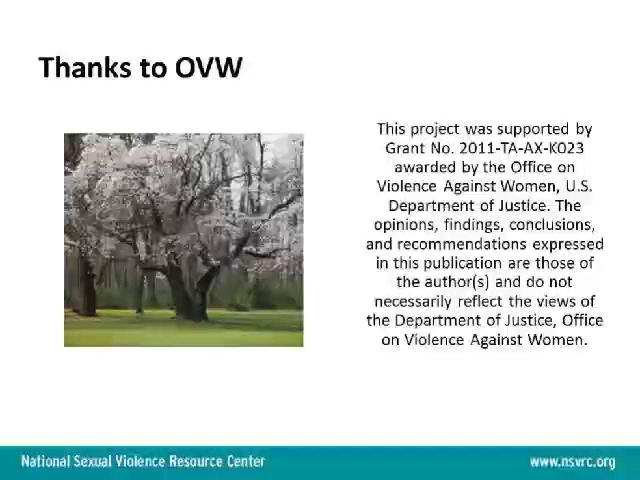 Thanks to OVW
This project was supported by
Grant No. 2011-TA-AX-K023
awarded by the Office on
Violence Against Women, U.S.
Department of Justice. The
opinions, findings, conclusions,
and recommendations expressed
in this publication are those of
the author(s) and do not
necessarily reflect the views of
the Department of Justice, Office
on Violence Against Women.
National Sexual Violence Resource Center
www.nsvrc.org